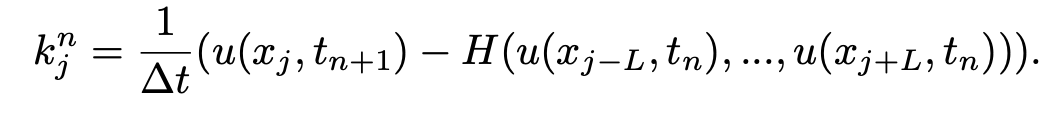 $k_j^n = \frac{1}{\Delta t}(u(x_j, t_{n+1}) - H(u(x_{j-L}, t_n), ..., u(x_{j+L}, t_n))).$